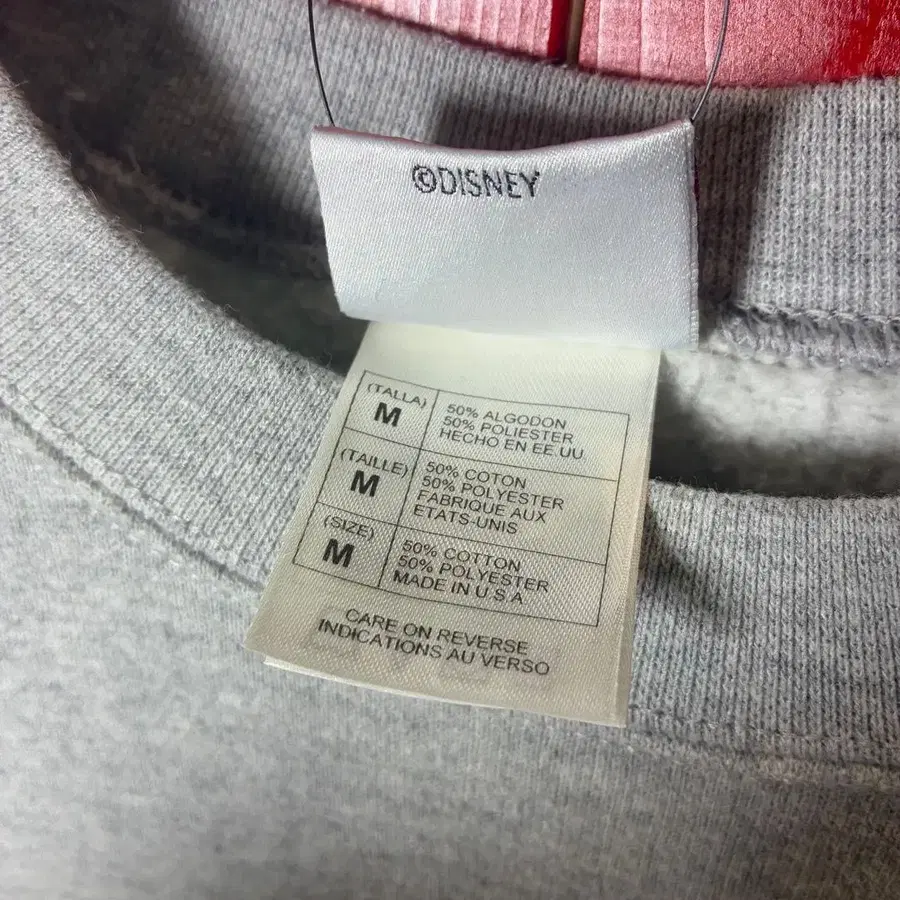 ©DISNEY
(TALLA)
M
50% ALGODON
50% POLIESTER
HECHO EN EE.UU
(TAILLE)
M
50% COTON
50% POLYESTER
FABRIQUE AUX
ETATS-UNIS
(SIZE)
M
50% COTTON
50% POLYESTER
MADE IN U S A
CARE ON REVERSE
INDICATIONS AU VERSO